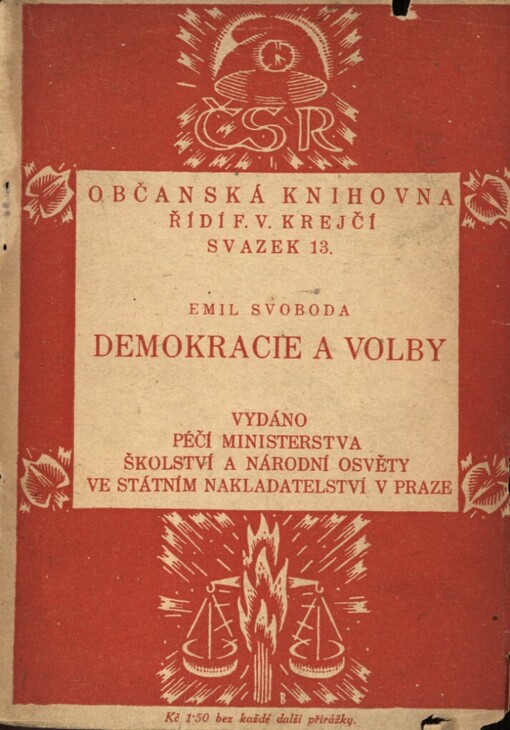 ČSR
OBČANSKÁ KNIHOVNA
ŘÍDÍ F. V. KREJČÍ
SVAZEK 13.
EMIL SVOBODA
DEMOKRACIE A VOLBY
VYDÁNO
PÉČÍ MINISTERSTVA
ŠKOLSTVÍ A NÁRODNÍ OSVĚTY
VE STÁTNÍM NAKLADATELSTVÍ V PRAZE
B
Kč 1·50 bez každé další přirážky.